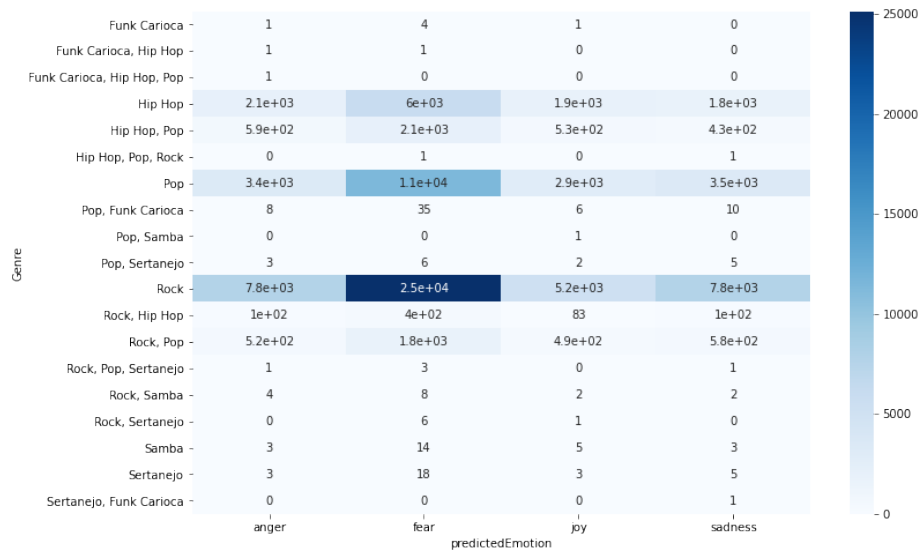 Funk Carioca 1 4 1 0
Funk Carioca, Hip Hop 1 1 0 0
Funk Carioca, Hip Hop, Pop 1 0 0 0
Hip Hop 2.1e+03 6e+03 1.9e+03 1.8e+03
Hip Hop, Pop 5.9e+02 2.1e+03 5.3e+02 4.3e+02
Hip Hop, Pop, Rock 0 1 0 1
Pop 3.4e+03 1.1e+04 2.9e+03 3.5e+03
Pop, Funk Carioca 8 35 6 10
Pop, Samba 0 0 1 0
Pop, Sertanejo 3 6 2 5
Rock 7.8e+03 2.5e+04 5.2e+03 7.8e+03
Rock, Hip Hop 1e+02 4e+02 83 1e+02
Rock, Pop 5.2e+02 1.8e+03 4.9e+02 5.8e+02
Rock, Pop, Sertanejo 1 3 0 1
Rock, Samba 4 8 2 2
Rock, Sertanejo 0 6 1 0
Samba 3 14 5 3
Sertanejo 3 18 3 5
Sertanejo, Funk Carioca 0 0 0 1
anger fear joy sadness
predictedEmotion
Genre
25000
20000
15000
10000
5000
0